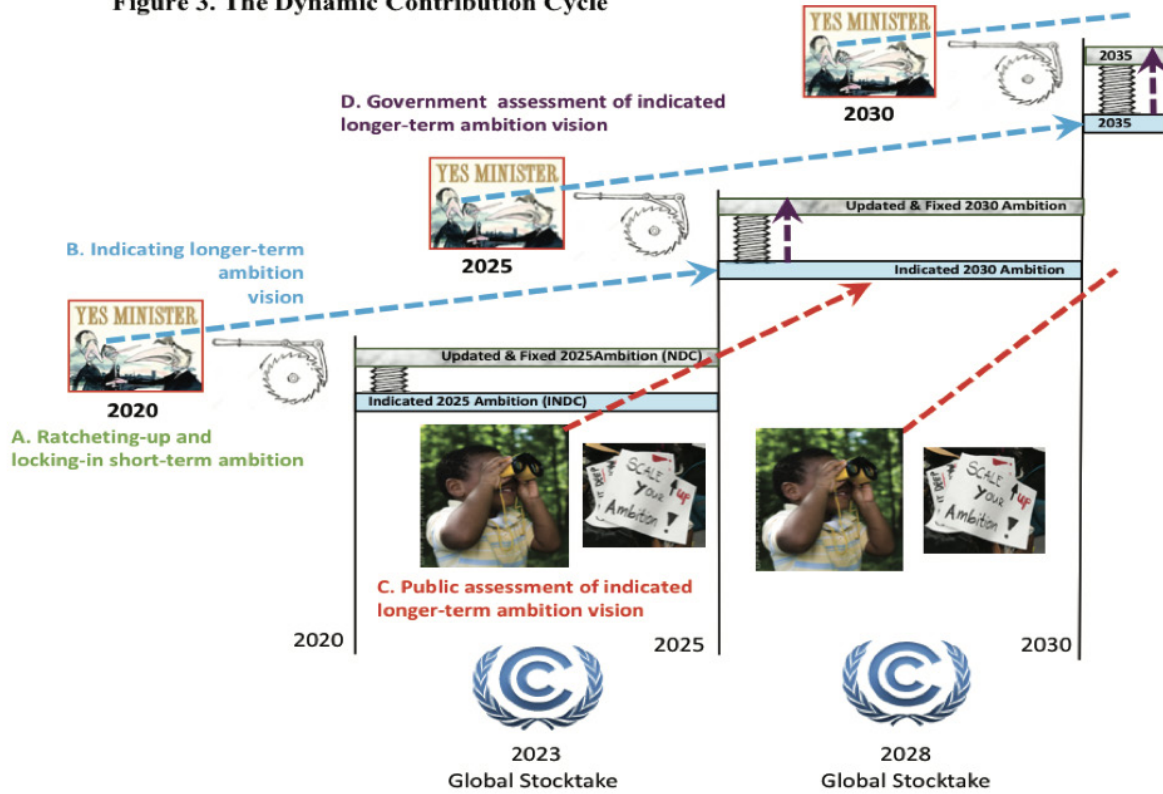 Figure 3. The Dynamic Contribution Cycle
YES MINISTER
2030
2035
2035
D. Government assessment of indicated
longer-term ambition vision
YES MINISTER
2025
Updated & Fixed 2030 Ambition
Indicated 2030 Ambition
B. Indicating longer-term
ambition
vision
YES MINISTER
2020
Updated & Fixed 2025Ambition (NDC)
Indicated 2025 Ambition (INDC)
A. Ratcheting-up and
locking-in short-term ambition
SCALE
YOUR
UP
AMBITION!
SCALE
YOUR
UP
AMBITION!
C. Public assessment of indicated
longer-term ambition vision
2020
2025
2030
2023
Global Stocktake
2028
Global Stocktake